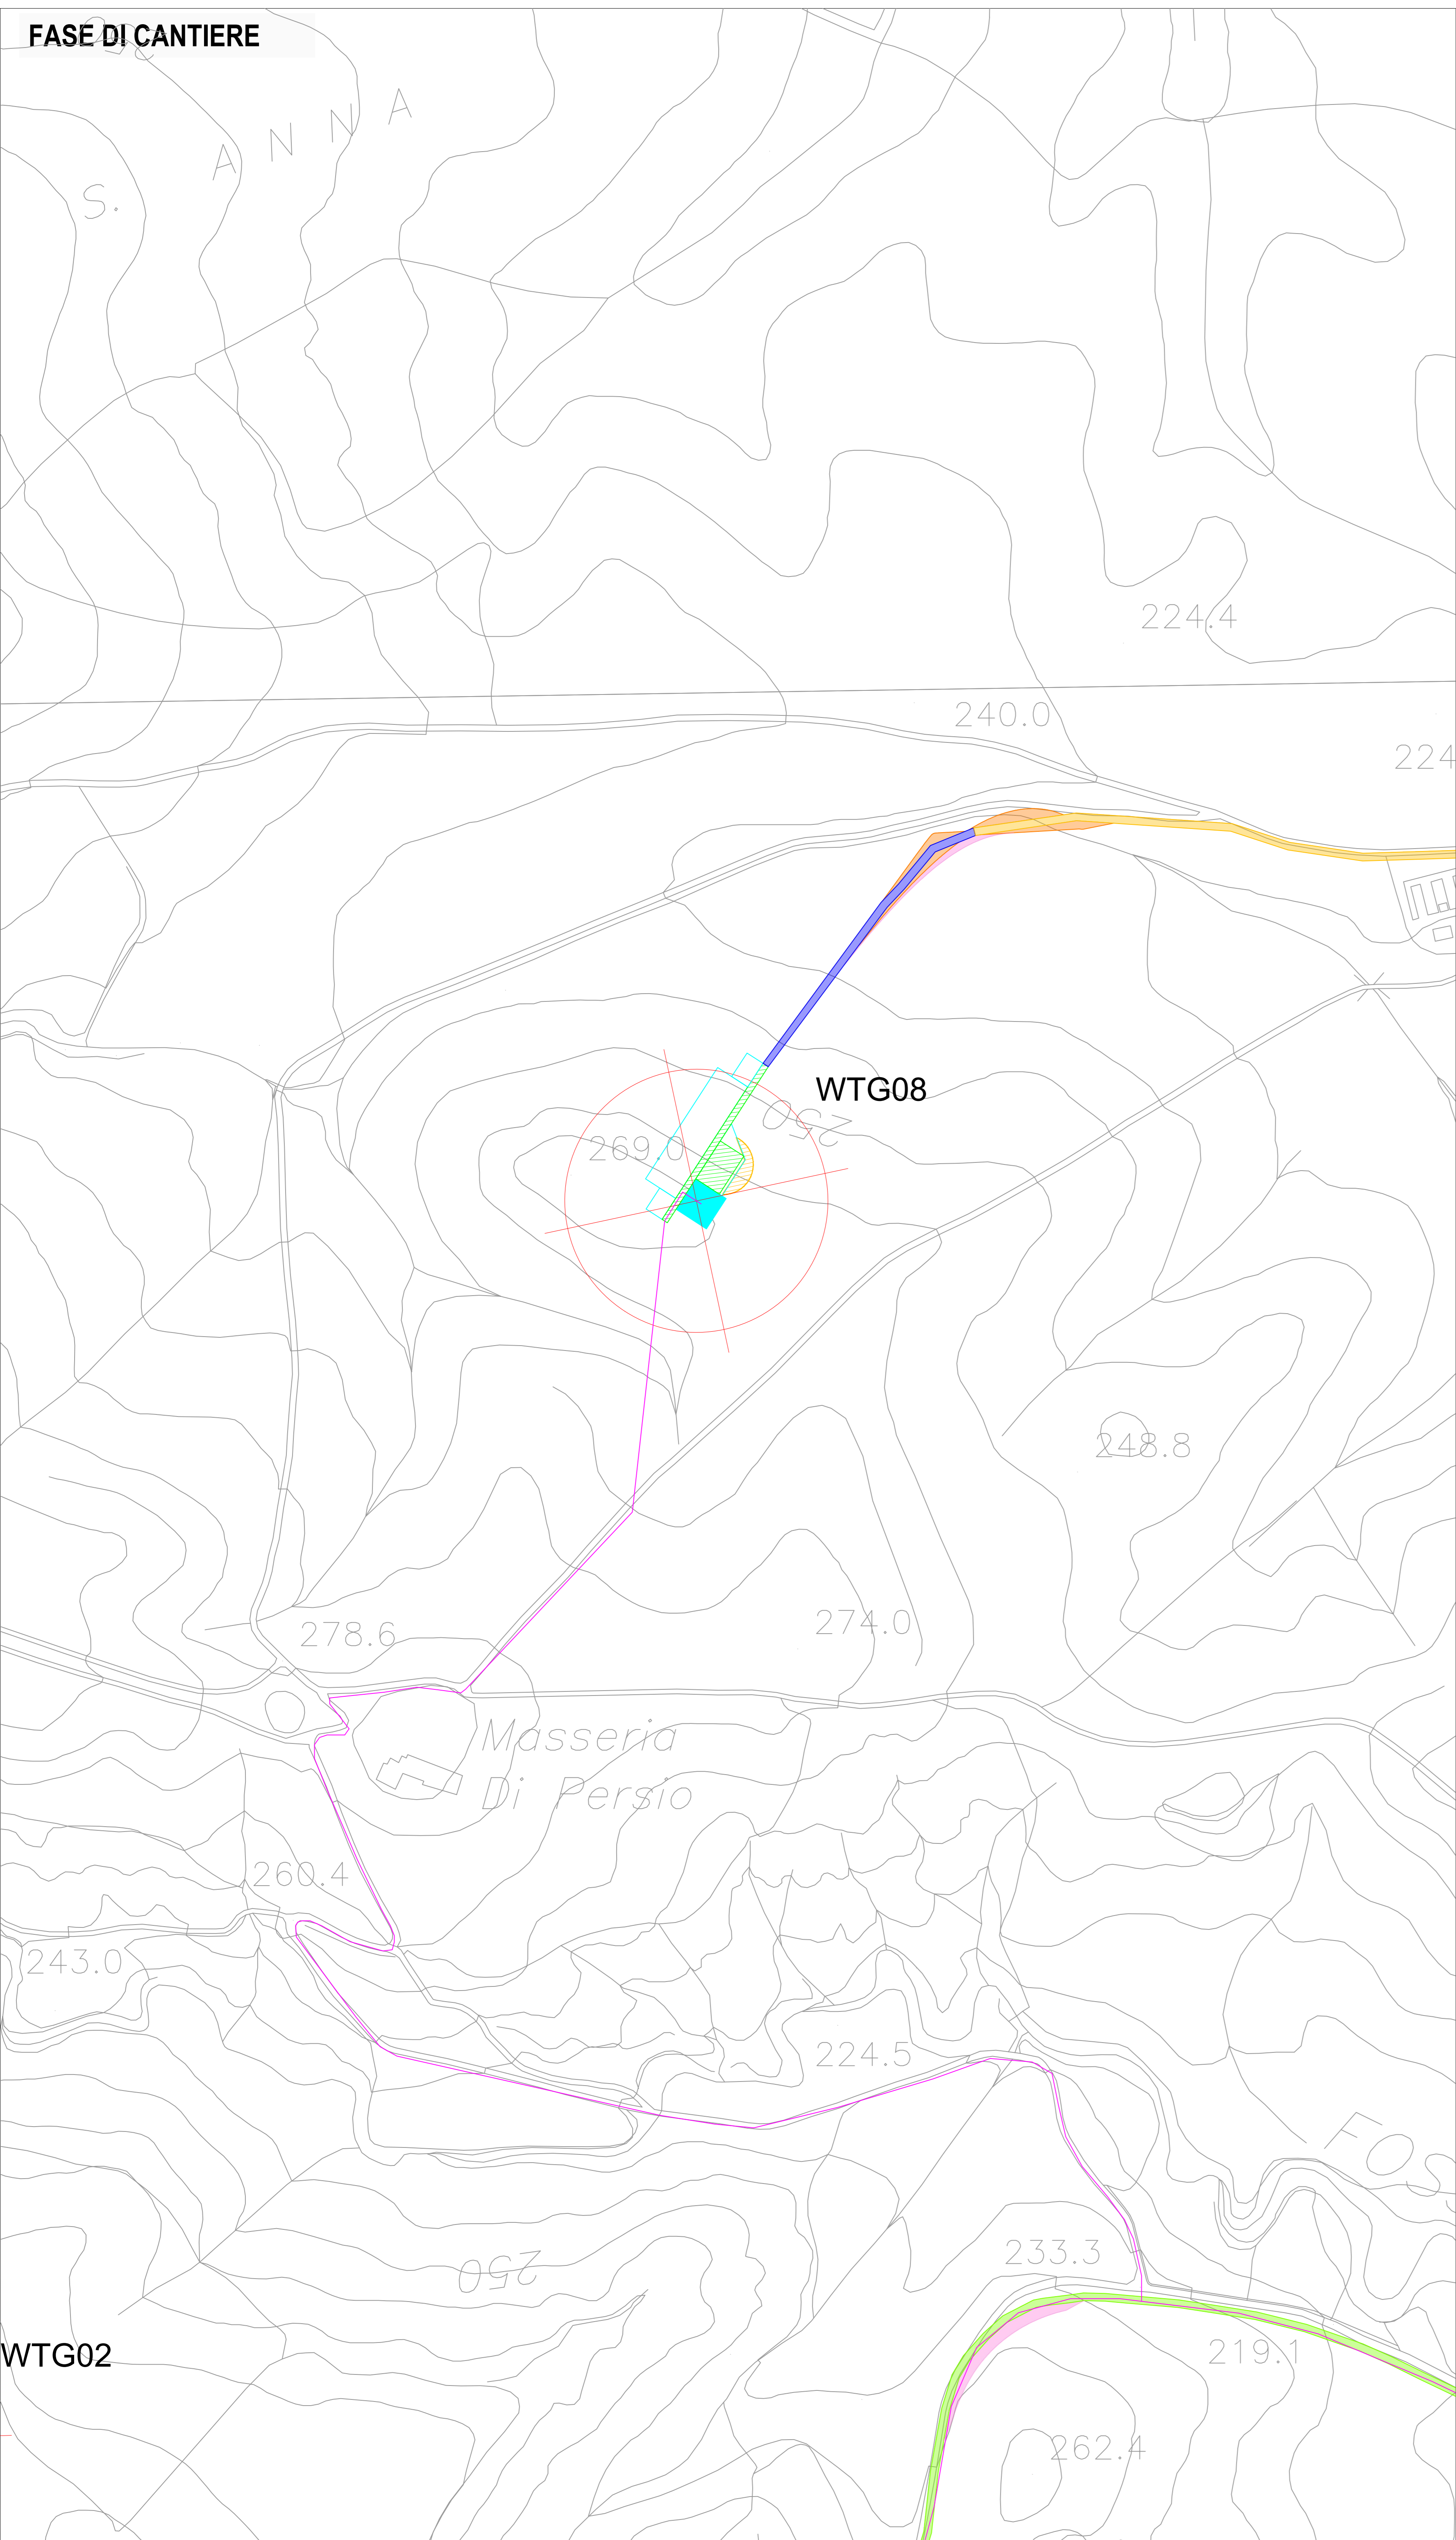 FASE DI CANTIERE
S. ANNA
224.4
240.0
224
WTG08
250
269.0
248.8
278.6
274.0
Masseria
Di Persio
260.4
243.0
224.5
FOS
233.3
250
219.1
WTG02
262.4